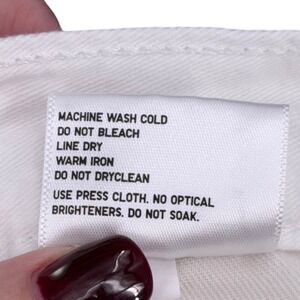 MACHINE WASH COLD
DO NOT BLEACH
LINE DRY
WARM IRON
DO NOT DRYCLEAN
USE PRESS CLOTH. NO OPTICAL
BRIGHTENERS. DO NOT SOAK.